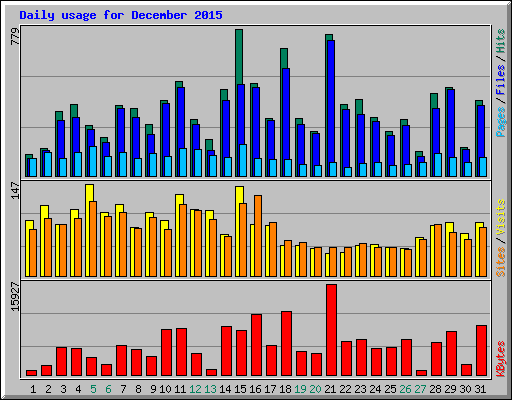 Daily usage for December 2015
779
Pages / Files / Hits
147
Sites / Visits
15927
KBytes
1 2 3 4 5 6 7 8 9 10 11 12 13 14 15 16 17 18 19 20 21 22 23 24 25 26 27 28 29 30 31